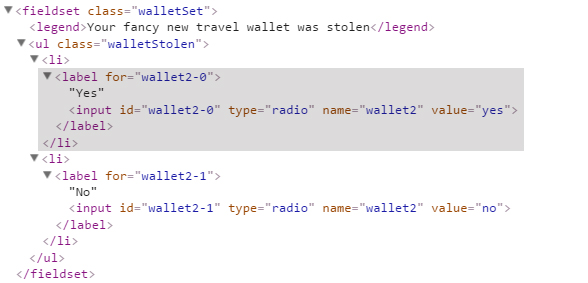 <fieldset class="walletSet">
<legend>Your fancy new travel wallet was stolen</legend>
<ul class="walletStolen">
<li>
<label for="wallet2-0">
"Yes"
<input id="wallet2-0" type="radio" name="wallet2" value="yes">
</label>
</li>
<li>
<label for="wallet2-1">
"No"
<input id="wallet2-1" type="radio" name="wallet2" value="no">
</label>
</li>
</ul>
</fieldset>